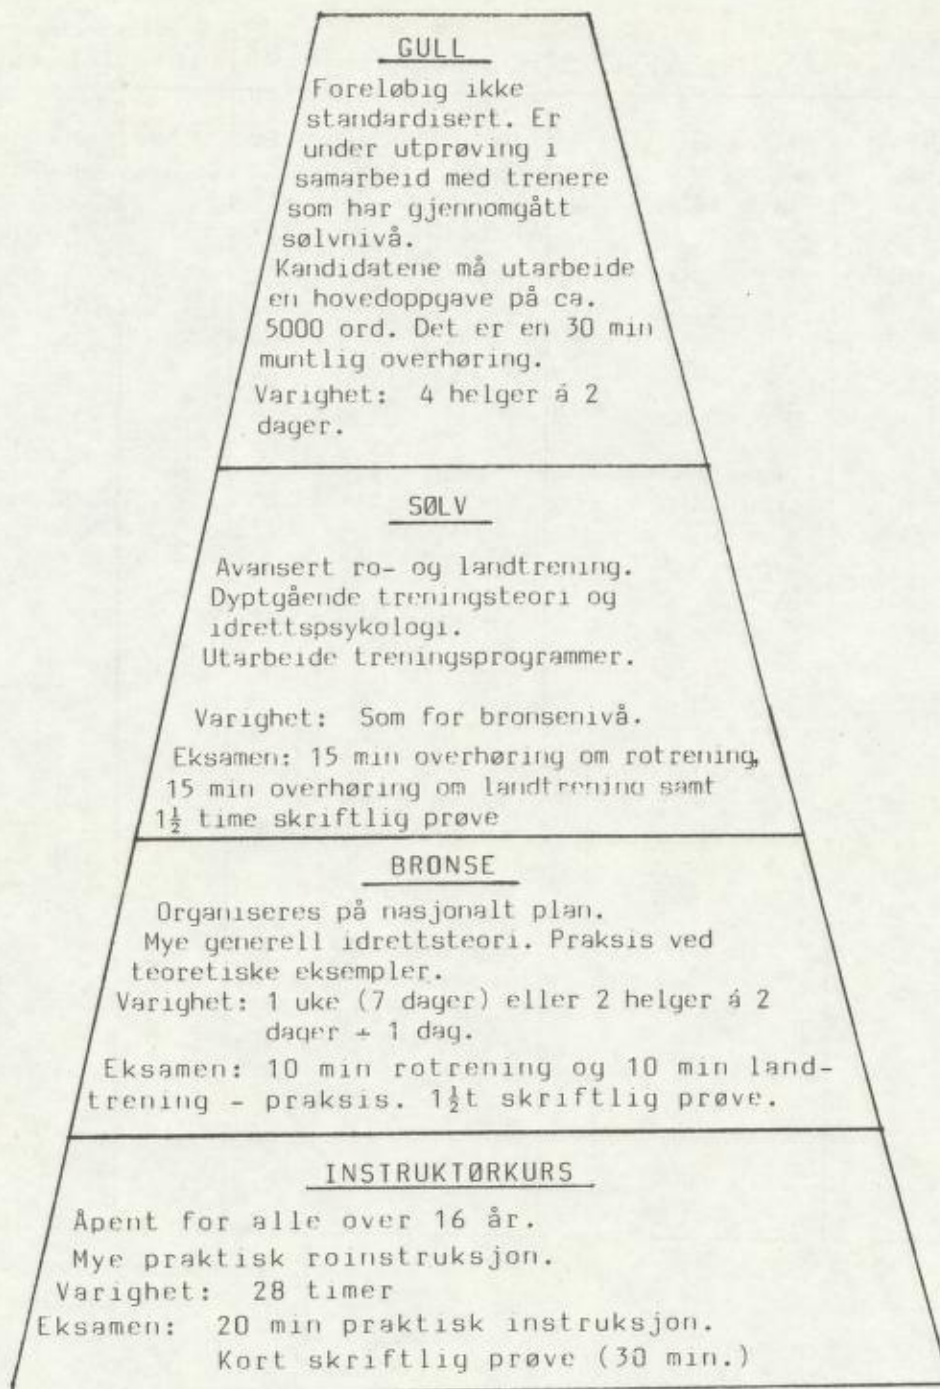 GULL
Foreløbig ikke
standardisert. Er
under utprøving i
samarbeid med trenere
som har gjennomgått
sølvnivå.
Kandidatene må utarbeide
en hovedoppgave på ca.
5000 ord. Det er en 30 min
muntlig overhøring.
Varighet: 4 helger á 2
dager.
SØLV
Avansert ro- og landtrening.
Dyptgående treningsteori og
idrettspsykologi.
Utarbeide treningsprogrammer.
Varighet: Som for bronsenivå.
Eksamen: 15 min overhøring om rotrening,
15 min overhøring om landtrening samt
1½ time skriftlig prøve
BRONSE
Organiseres på nasjonalt plan.
Mye generell idrettsteori. Praksis ved
teoretiske eksempler.
Varighet: 1 uke (7 dager) eller 2 helger á 2
dager + 1 dag.
Eksamen: 10 min rotrening og 10 min land-
trening - praksis. 1½t skriftlig prøve.
INSTRUKTØRKURS
Åpent for alle over 16 år.
Mye praktisk roinstruksjon.
Varighet: 28 timer
Eksamen: 20 min praktisk instruksjon.
Kort skriftlig prøve (30 min.)